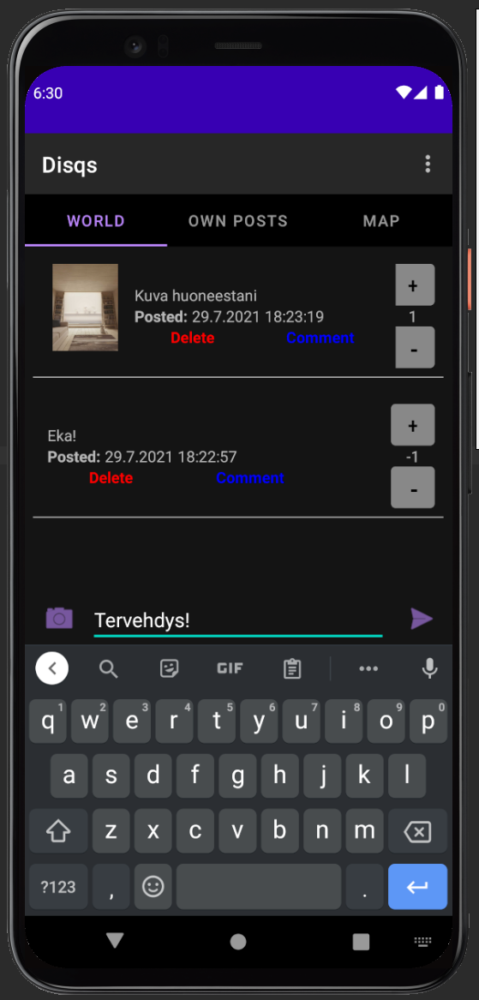 6:30
Disqs
WORLD OWN POSTS MAP
+
Kuva huoneestani
Posted: 29.7.2021 18:23:19 1
Delete Comment
-
+
Eka!
Posted: 29.7.2021 18:22:57 -1
Delete Comment
-
Tervehdys!
GIF
q1 w2 e3 r4 t5 y6 u7 i8 o9 p0
a s d f g h j k l
z x c v b n m
?123 , .